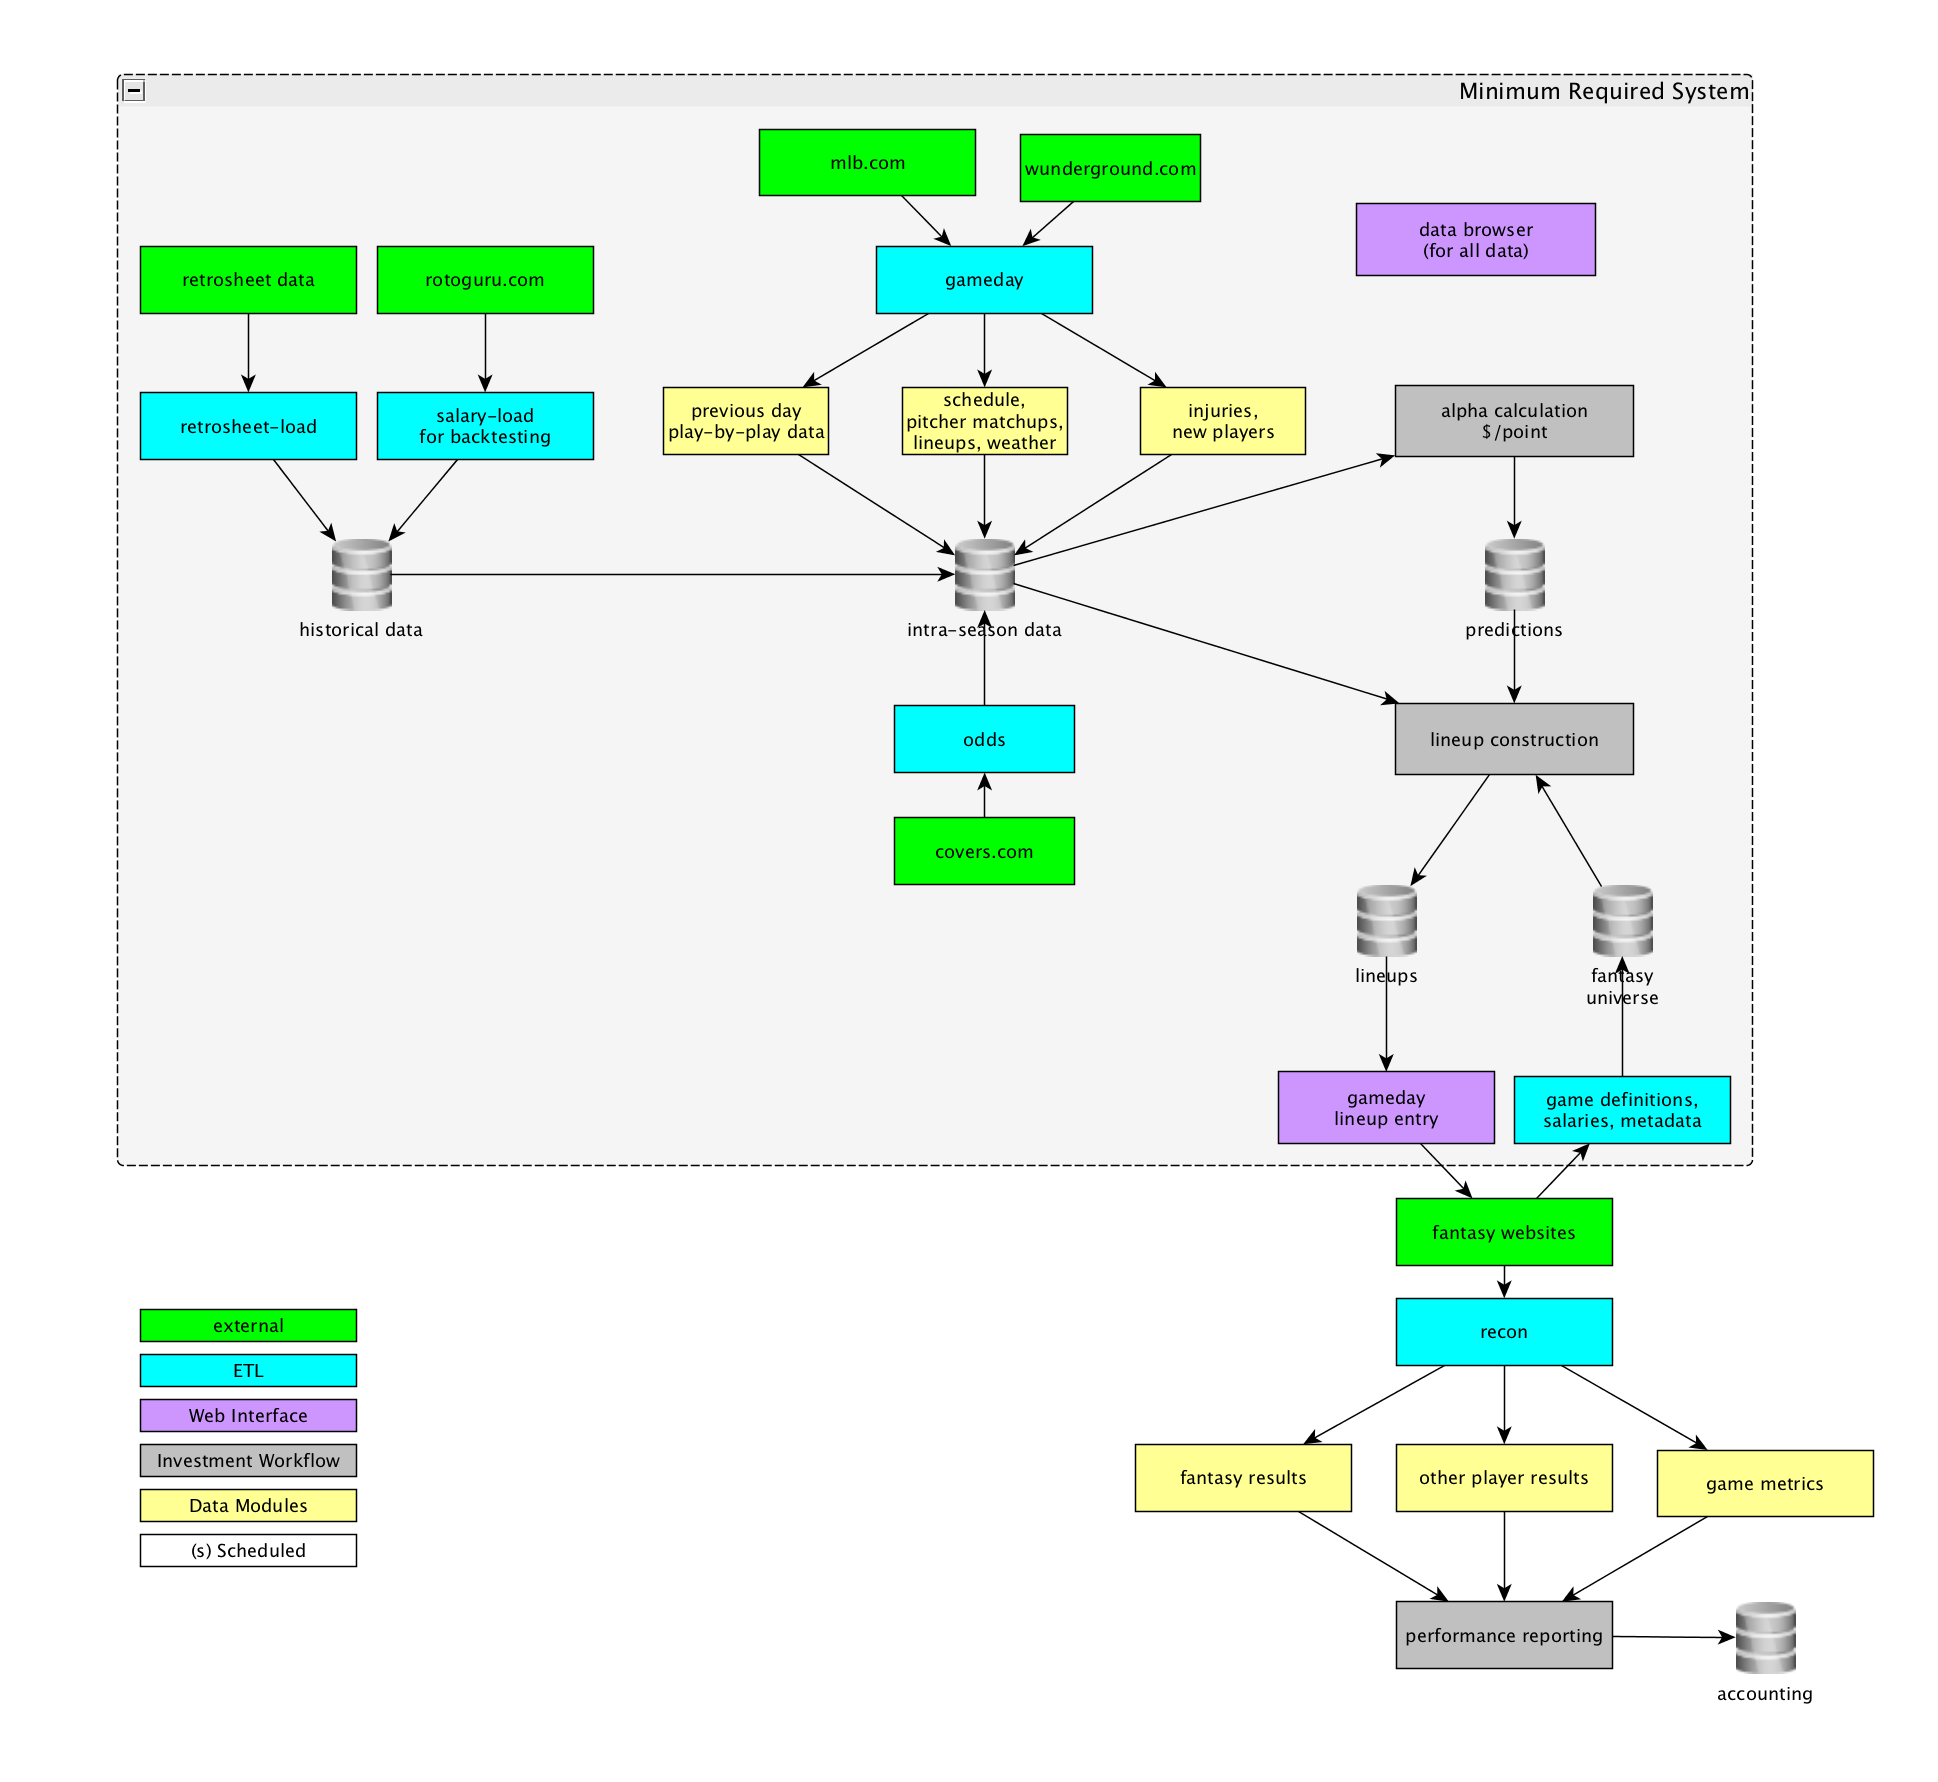 Minimum Required System
mlb.com
wunderground.com
data browser
(for all data)
retrosheet data
rotoguru.com
gameday
retrosheet-load
salary-load
for backtesting
previous day
play-by-play data
schedule,
pitcher matchups,
lineups, weather
injuries,
new players
alpha calculation
$/point
historical data
intra-season data
predictions
odds
lineup construction
covers.com
lineups
fantasy
universe
gameday
lineup entry
game definitions,
salaries, metadata
fantasy websites
external
ETL
Web Interface
Investment Workflow
Data Modules
(s) Scheduled
recon
fantasy results
other player results
game metrics
performance reporting
accounting